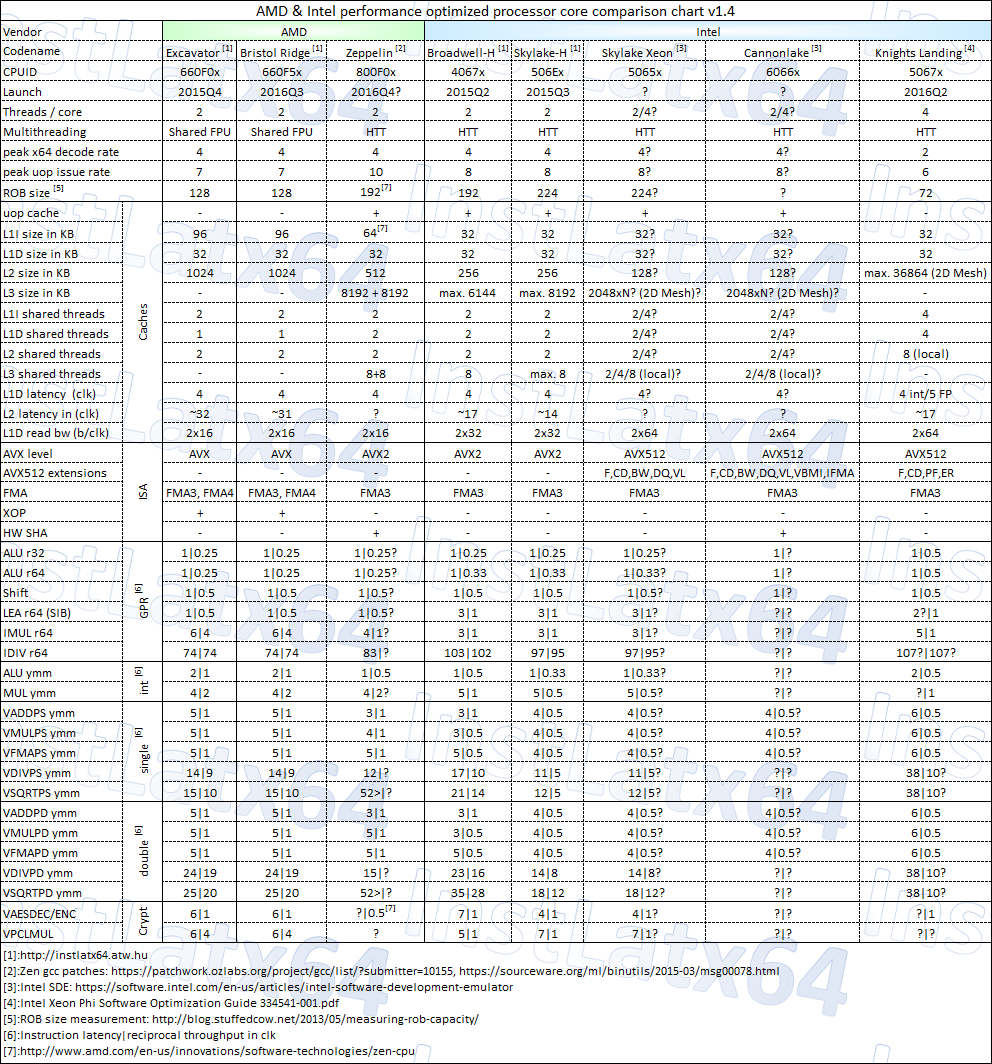 AMD & Intel performance optimized processor core comparison chart v1.4
Vendor AMD Intel
Codename Excavator [1] Bristol Ridge [1] Zeppelin [2] Broadwell-H [1] Skylake-H [1] Skylake Xeon [3] Cannonlake [3] Knights Landing [4]
CPUID 660F0x 660F5x 800F0x 4067x 506Ex 5065x 6066x 5067x
Launch 2015Q4 2016Q3 2016Q4? 2015Q2 2015Q3 ? ? 2016Q2
Threads / core 2 2 2 2 2 2/4? 2/4? 4
Multithreading Shared FPU Shared FPU HTT HTT HTT HTT HTT HTT
peak x64 decode rate 4 4 4 4 4 4? 4? 2
peak uop issue rate 7 7 10 8 8 8? 8? 6
ROB size [5] 128 128 192[7] 192 224 224? ? 72
Caches
uop cache - - + + + + + -
L1I size in KB 96 96 64[7] 32 32 32? 32? 32
L1D size in KB 32 32 32 32 32 32? 32? 32
L2 size in KB 1024 1024 512 256 256 128? 128? max. 36864 (2D Mesh)
L3 size in KB - - 8192 + 8192 max. 6144 max. 8192 2048xN? (2D Mesh)? 2048xN? (2D Mesh)? -
L1I shared threads 2 2 2 2 2 2/4? 2/4? 4
L1D shared threads 1 1 2 2 2 2/4? 2/4? 4
L2 shared threads 2 2 2 2 2 2/4? 2/4? 8 (local)
L3 shared threads - - 8+8 8 max. 8 2/4/8 (local)? 2/4/8 (local)? -
L1D latency (clk) 4 4 4 4 4 4? 4? 4 int/5 FP
L2 latency in (clk) ~32 ~31 ? ~17 ~14 ? ? ~17
L1D read bw (b/clk) 2x16 2x16 2x16 2x32 2x32 2x64 2x64 2x64
ISA
AVX level AVX AVX AVX2 AVX2 AVX2 AVX512 AVX512 AVX512
AVX512 extensions - - - - - F,CD,BW,DQ,VL F,CD,BW,DQ,VL,VBMI,IFMA F,CD,PF,ER
FMA FMA3, FMA4 FMA3, FMA4 FMA3 FMA3 FMA3 FMA3 FMA3 FMA3
XOP + + - - - - - -
HW SHA - - + - - - + -
GPR [6]
ALU r32 1|0.25 1|0.25 1|0.25? 1|0.25 1|0.25 1|0.25? 1|? 1|0.5
ALU r64 1|0.25 1|0.25 1|0.25? 1|0.33 1|0.33 1|0.33? 1|? 1|0.5
Shift 1|0.5 1|0.5 1|0.5? 1|0.5 1|0.5 1|0.5? 1|? 1|0.5
LEA r64 (SIB) 1|0.5 1|0.5 1|0.5? 3|1 3|1 3|1? ?|? 2?|1
IMUL r64 6|4 6|4 4|1? 3|1 3|1 3|1? ?|? 5|1
IDIV r64 74|74 74|74 83|? 103|102 97|95 97|95? ?|? 107?|107?
int [6]
ALU ymm 2|1 2|1 1|0.5 1|0.5 1|0.33 1|0.33? ?|? 2|0.5
MUL ymm 4|2 4|2 4|2? 5|1 5|0.5 5|0.5? ?|? ?|1
single [6]
VADDPS ymm 5|1 5|1 3|1 3|1 4|0.5 4|0.5? 4|0.5? 6|0.5
VMULPS ymm 5|1 5|1 4|1 3|0.5 4|0.5 4|0.5? 4|0.5? 6|0.5
VFMAPS ymm 5|1 5|1 5|1 5|0.5 4|0.5 4|0.5? 4|0.5? 6|0.5
VDIVPS ymm 14|9 14|9 12|? 17|10 11|5 11|5? ?|? 38|10?
VSQRTPS ymm 15|10 15|10 52>|? 21|14 12|5 12|5? ?|? 38|10?
double [6]
VADDPD ymm 5|1 5|1 3|1 3|1 4|0.5 4|0.5? 4|0.5? 6|0.5
VMULPD ymm 5|1 5|1 5|1 3|0.5 4|0.5 4|0.5? 4|0.5? 6|0.5
VFMAPD ymm 5|1 5|1 5|1 5|0.5 4|0.5 4|0.5? 4|0.5? 6|0.5
VDIVPD ymm 24|19 24|19 15|? 23|16 14|8 14|8? ?|? 38|10?
VSQRTPD ymm 25|20 25|20 52>|? 35|28 18|12 18|12? ?|? 38|10?
Crypt
VAESDEC/ENC 6|1 6|1 ?|0.5[7] 7|1 4|1 4|1? ?|? ?|1
VPCLMUL 6|4 6|4 ? 5|1 7|1 7|1? ?|? ?|?
[1]:http://instlatx64.atw.hu
[2]:Zen gcc patches: https://patchwork.ozlabs.org/project/gcc/list/?submitter=10155, https://sourceware.org/ml/binutils/2015-03/msg00078.html
[3]:Intel SDE: https://software.intel.com/en-us/articles/intel-software-development-emulator
[4]:Intel Xeon Phi Software Optimization Guide 334541-001.pdf
[5]:ROB size measurement: http://blog.stuffedcow.net/2013/05/measuring-rob-capacity/
[6]:Instruction latency|reciprocal throughput in clk
[7]:http://www.amd.com/en-us/innovations/software-technologies/zen-cpu
InstLatx64